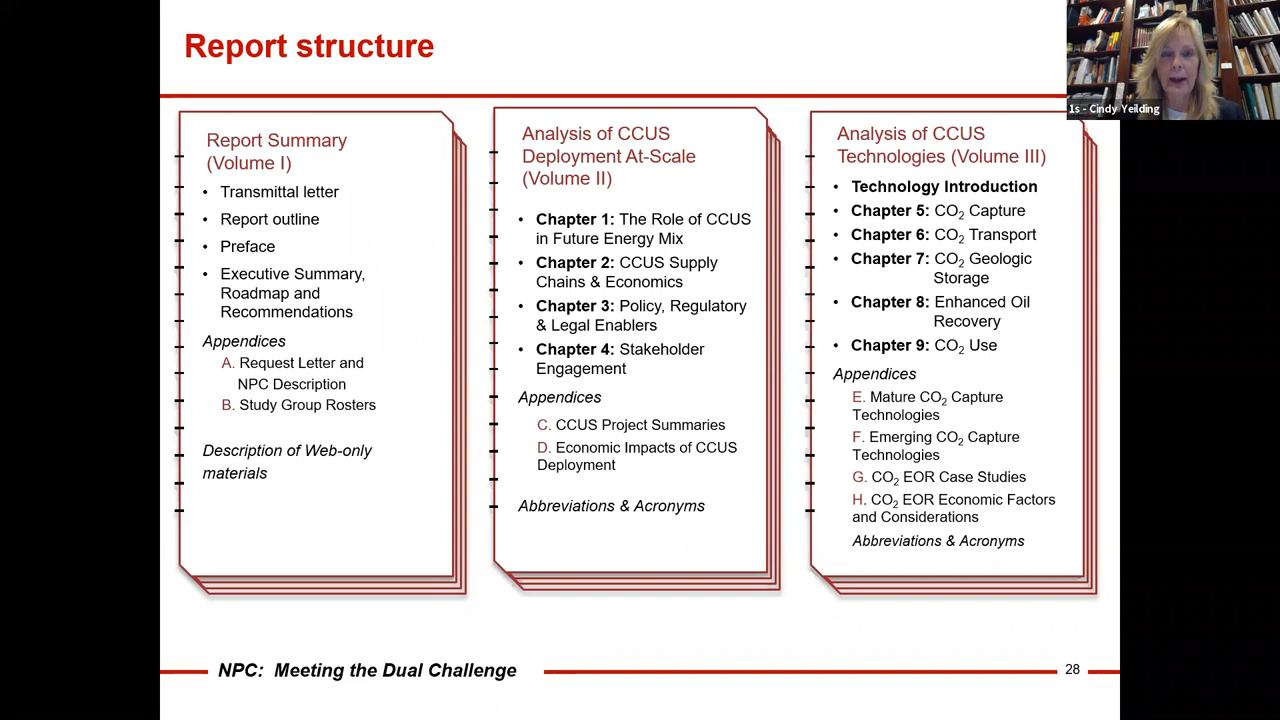 Report structure
1s - Cindy Yeilding
Report Summary
(Volume I)
• Transmittal letter
• Report outline
• Preface
• Executive Summary,
Roadmap and
Recommendations
Appendices
A. Request Letter and
NPC Description
B. Study Group Rosters
Description of Web-only
materials
Analysis of CCUS
Deployment At-Scale
(Volume II)
• Chapter 1: The Role of CCUS
in Future Energy Mix
• Chapter 2: CCUS Supply
Chains & Economics
• Chapter 3: Policy, Regulatory
& Legal Enablers
• Chapter 4: Stakeholder
Engagement
Appendices
C. CCUS Project Summaries
D. Economic Impacts of CCUS
Deployment
Abbreviations & Acronyms
Analysis of CCUS
Technologies (Volume III)
• Technology Introduction
• Chapter 5: CO₂ Capture
• Chapter 6: CO₂ Transport
• Chapter 7: CO₂ Geologic
Storage
• Chapter 8: Enhanced Oil
Recovery
• Chapter 9: CO₂ Use
Appendices
E. Mature CO₂ Capture
Technologies
F. Emerging CO₂ Capture
Technologies
G. CO₂ EOR Case Studies
H. CO₂ EOR Economic Factors
and Considerations
Abbreviations & Acronyms
NPC: Meeting the Dual Challenge
28